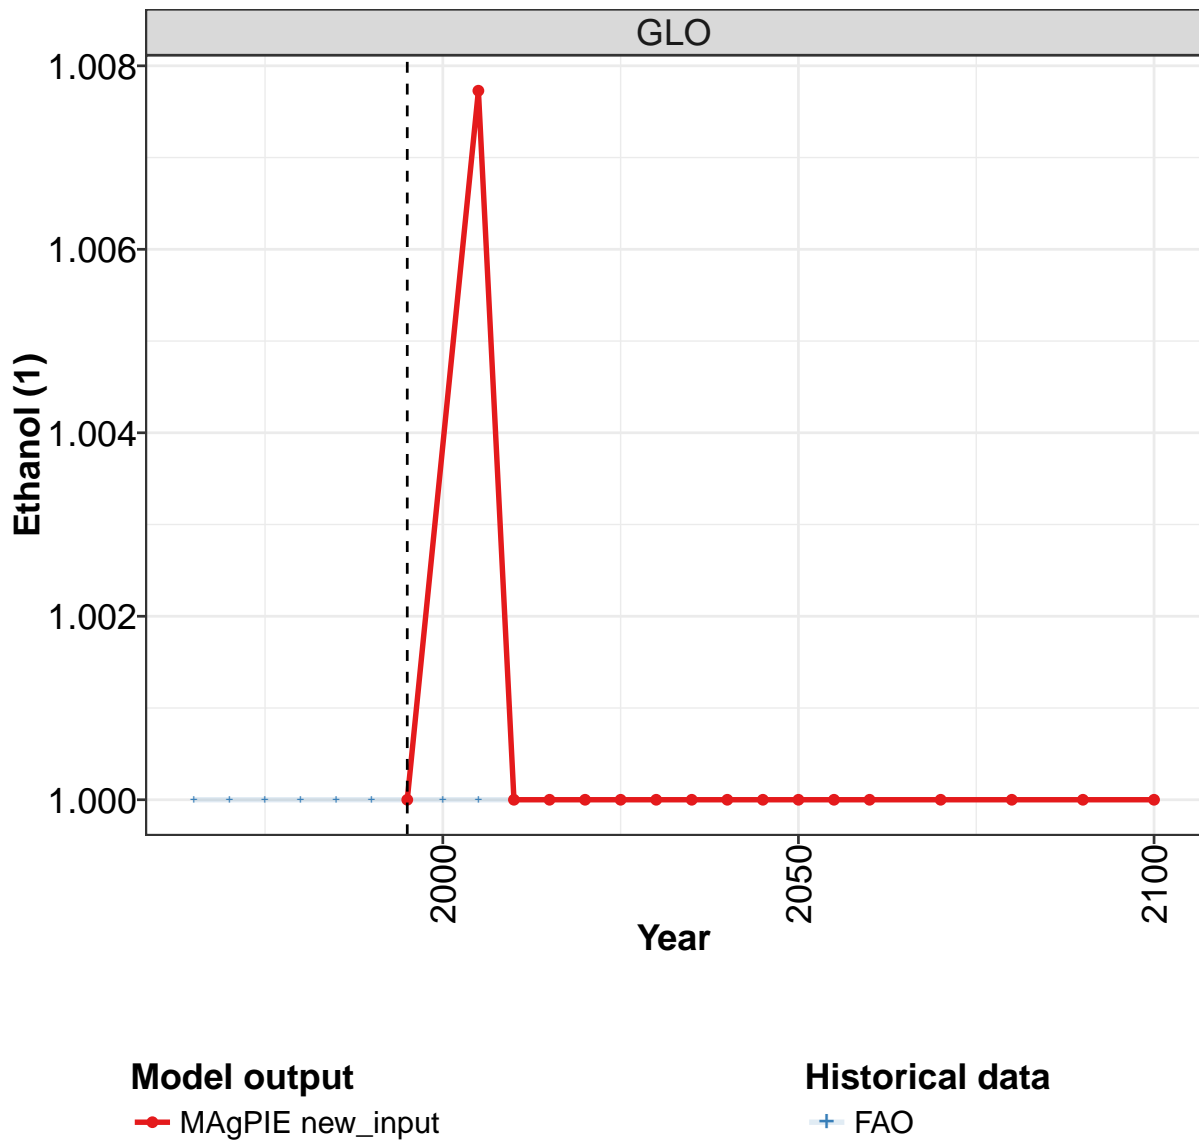 GLO
1.008
1.006
1.004
1.002
1.000
Ethanol (1)
2000
2050
2100
Year
Model output
MAgPIE new_input
Historical data
FAO